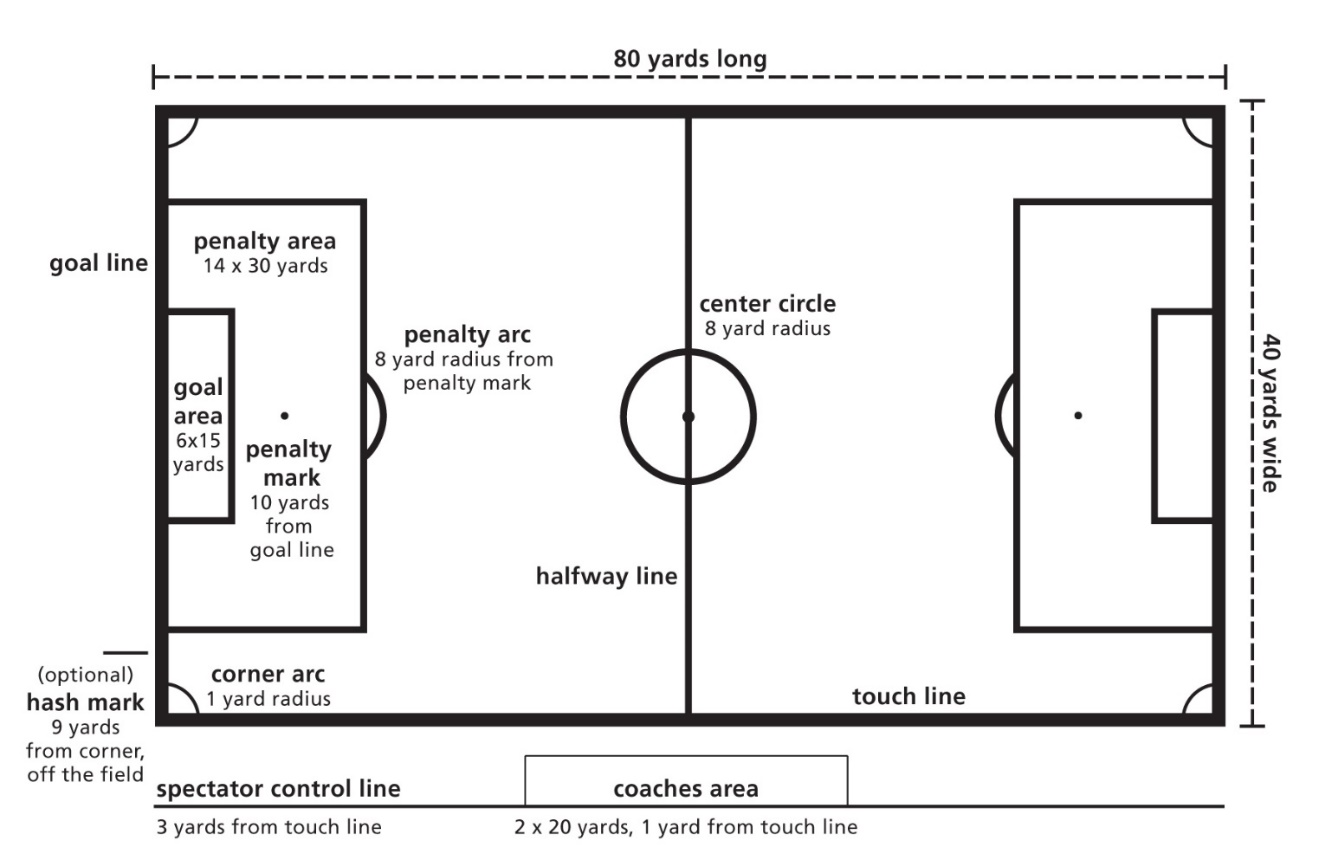 80 yards long
penalty area
14 x 30 yards
goal line
center circle
8 yard radius
penalty arc
8 yard radius from
penalty mark
goal
area
6x15
yards
penalty
mark
10 yards
from
goal line
40 yards wide
halfway line
(optional)
hash mark
9 yards
from corner,
off the field
corner arc
1 yard radius
touch line
spectator control line
3 yards from touch line
coaches area
2 x 20 yards, 1 yard from touch line